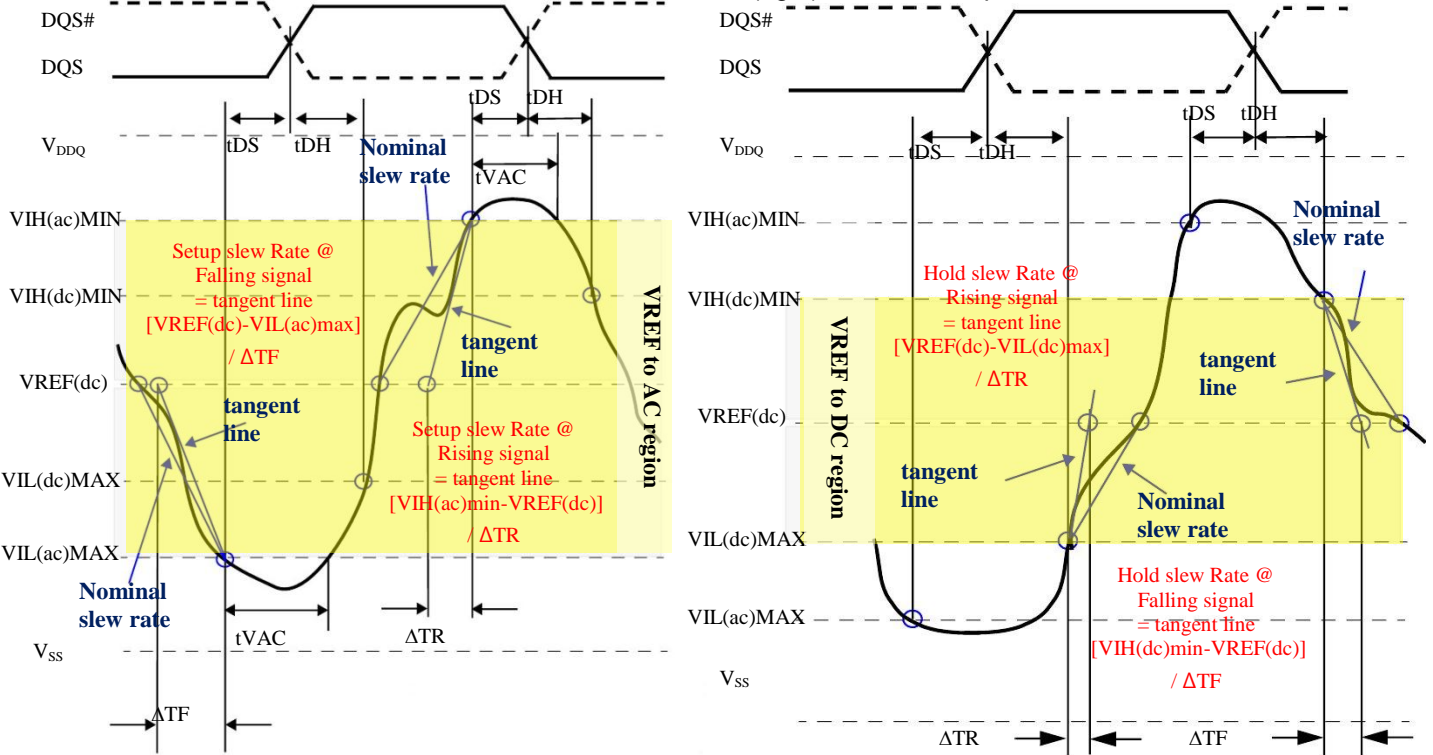 DQS#
DQS
tDS
tDH
tDS
tDH
VDDQ
Nominal
slew rate
tVAC
VIH(ac)MIN
Setup slew Rate @
Falling signal
= tangent line
[VREF(dc)-VIL(ac)max]
/ ΔTF
VIH(dc)MIN
VREF to AC region
tangent
line
VREF(dc)
tangent
line
Setup slew Rate @
Rising signal
= tangent line
[VIH(ac)min-VREF(dc)]
/ ΔTR
VIL(dc)MAX
VIL(ac)MAX
Nominal
slew rate
tVAC
ΔTR
VSS
ΔTF
DQS#
DQS
tDS
tDH
tDS
tDH
VDDQ
VIH(ac)MIN
Nominal
slew rate
Hold slew Rate @
Rising signal
= tangent line
[VREF(dc)-VIL(dc)max]
/ ΔTR
VIH(dc)MIN
VREF to DC region
tangent
line
VREF(dc)
tangent
line
Nominal
slew rate
VIL(dc)MAX
Hold slew Rate @
Falling signal
= tangent line
[VIH(dc)min-VREF(dc)]
/ ΔTF
VIL(ac)MAX
VSS
ΔTR
ΔTF